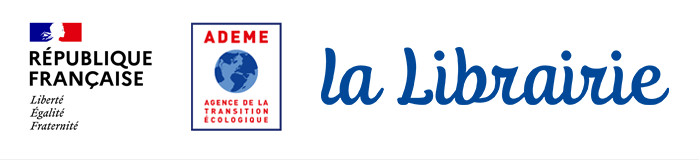 RÉPUBLIQUE
FRANÇAISE
Liberté
Égalité
Fraternité
ADEME
AGENCE DE LA
TRANSITION
ÉCOLOGIQUE
la Librairie